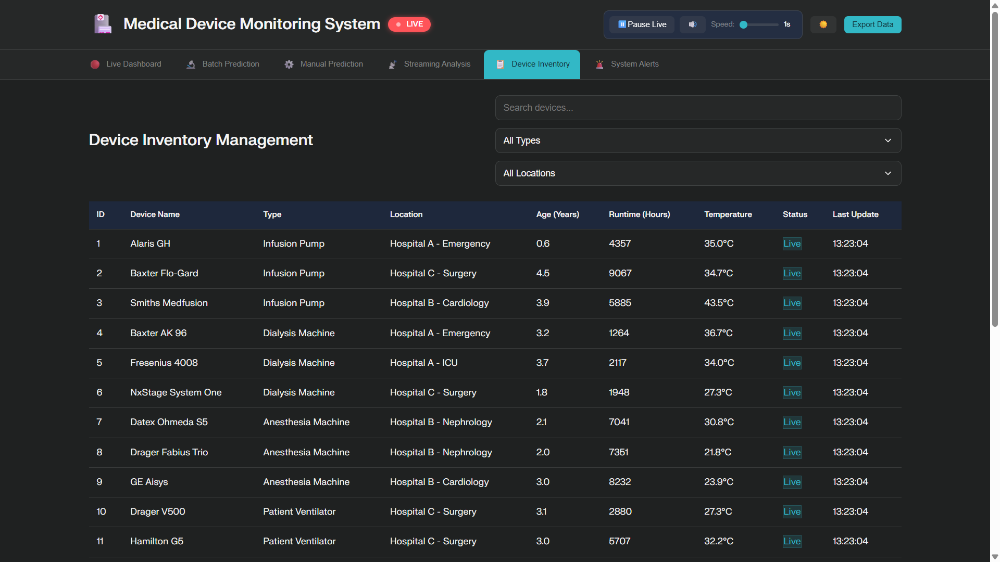 Medical Device Monitoring System LIVE Pause Live Speed: 1s Export Data
Live Dashboard Batch Prediction Manual Prediction Streaming Analysis Device Inventory System Alerts
Search devices...
Device Inventory Management
All Types
All Locations
ID Device Name Type Location Age (Years) Runtime (Hours) Temperature Status Last Update
1 Alaris GH Infusion Pump Hospital A - Emergency 0.6 4357 35.0°C Live 13:23:04
2 Baxter Flo-Gard Infusion Pump Hospital C - Surgery 4.5 9067 34.7°C Live 13:23:04
3 Smiths Medfusion Infusion Pump Hospital B - Cardiology 3.9 5885 43.5°C Live 13:23:04
4 Baxter AK 96 Dialysis Machine Hospital A - Emergency 3.2 1264 36.7°C Live 13:23:04
5 Fresenius 4008 Dialysis Machine Hospital A - ICU 3.7 2117 34.0°C Live 13:23:04
6 NxStage System One Dialysis Machine Hospital C - Surgery 1.8 1948 27.3°C Live 13:23:04
7 Datex Ohmeda S5 Anesthesia Machine Hospital B - Nephrology 2.1 7041 30.8°C Live 13:23:04
8 Drager Fabius Trio Anesthesia Machine Hospital B - Nephrology 2.0 7351 21.8°C Live 13:23:04
9 GE Aisys Anesthesia Machine Hospital B - Cardiology 3.0 8232 23.9°C Live 13:23:04
10 Drager V500 Patient Ventilator Hospital C - Surgery 3.1 2880 27.3°C Live 13:23:04
11 Hamilton G5 Patient Ventilator Hospital C - Surgery 3.0 5707 32.2°C Live 13:23:04